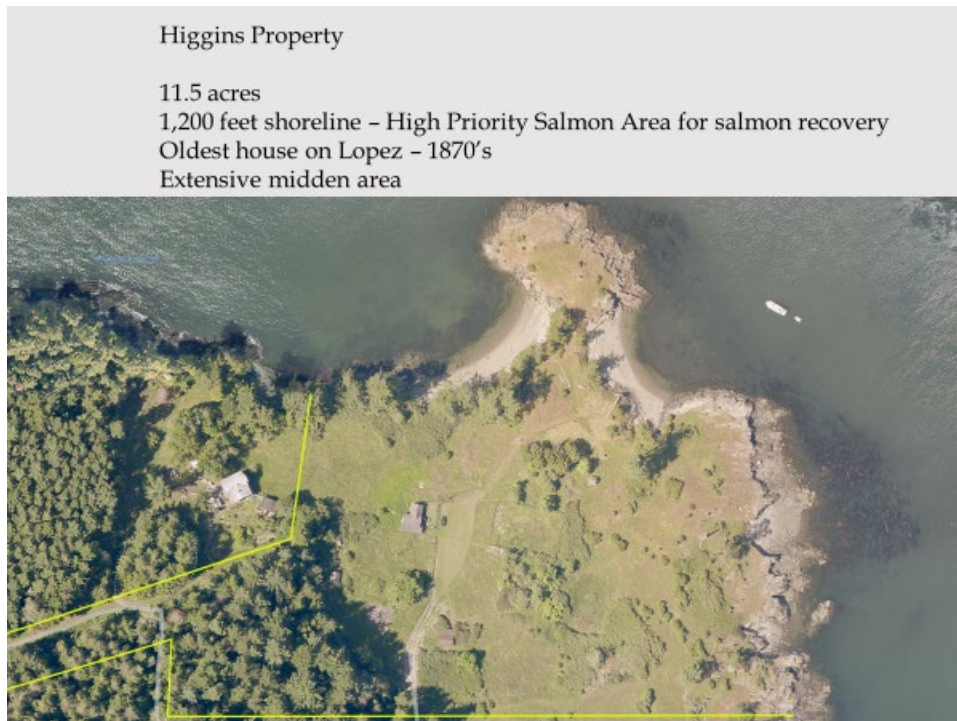 Higgins Property
11.5 acres
1,200 feet shoreline – High Priority Salmon Area for salmon recovery
Oldest house on Lopez – 1870’s
Extensive midden area